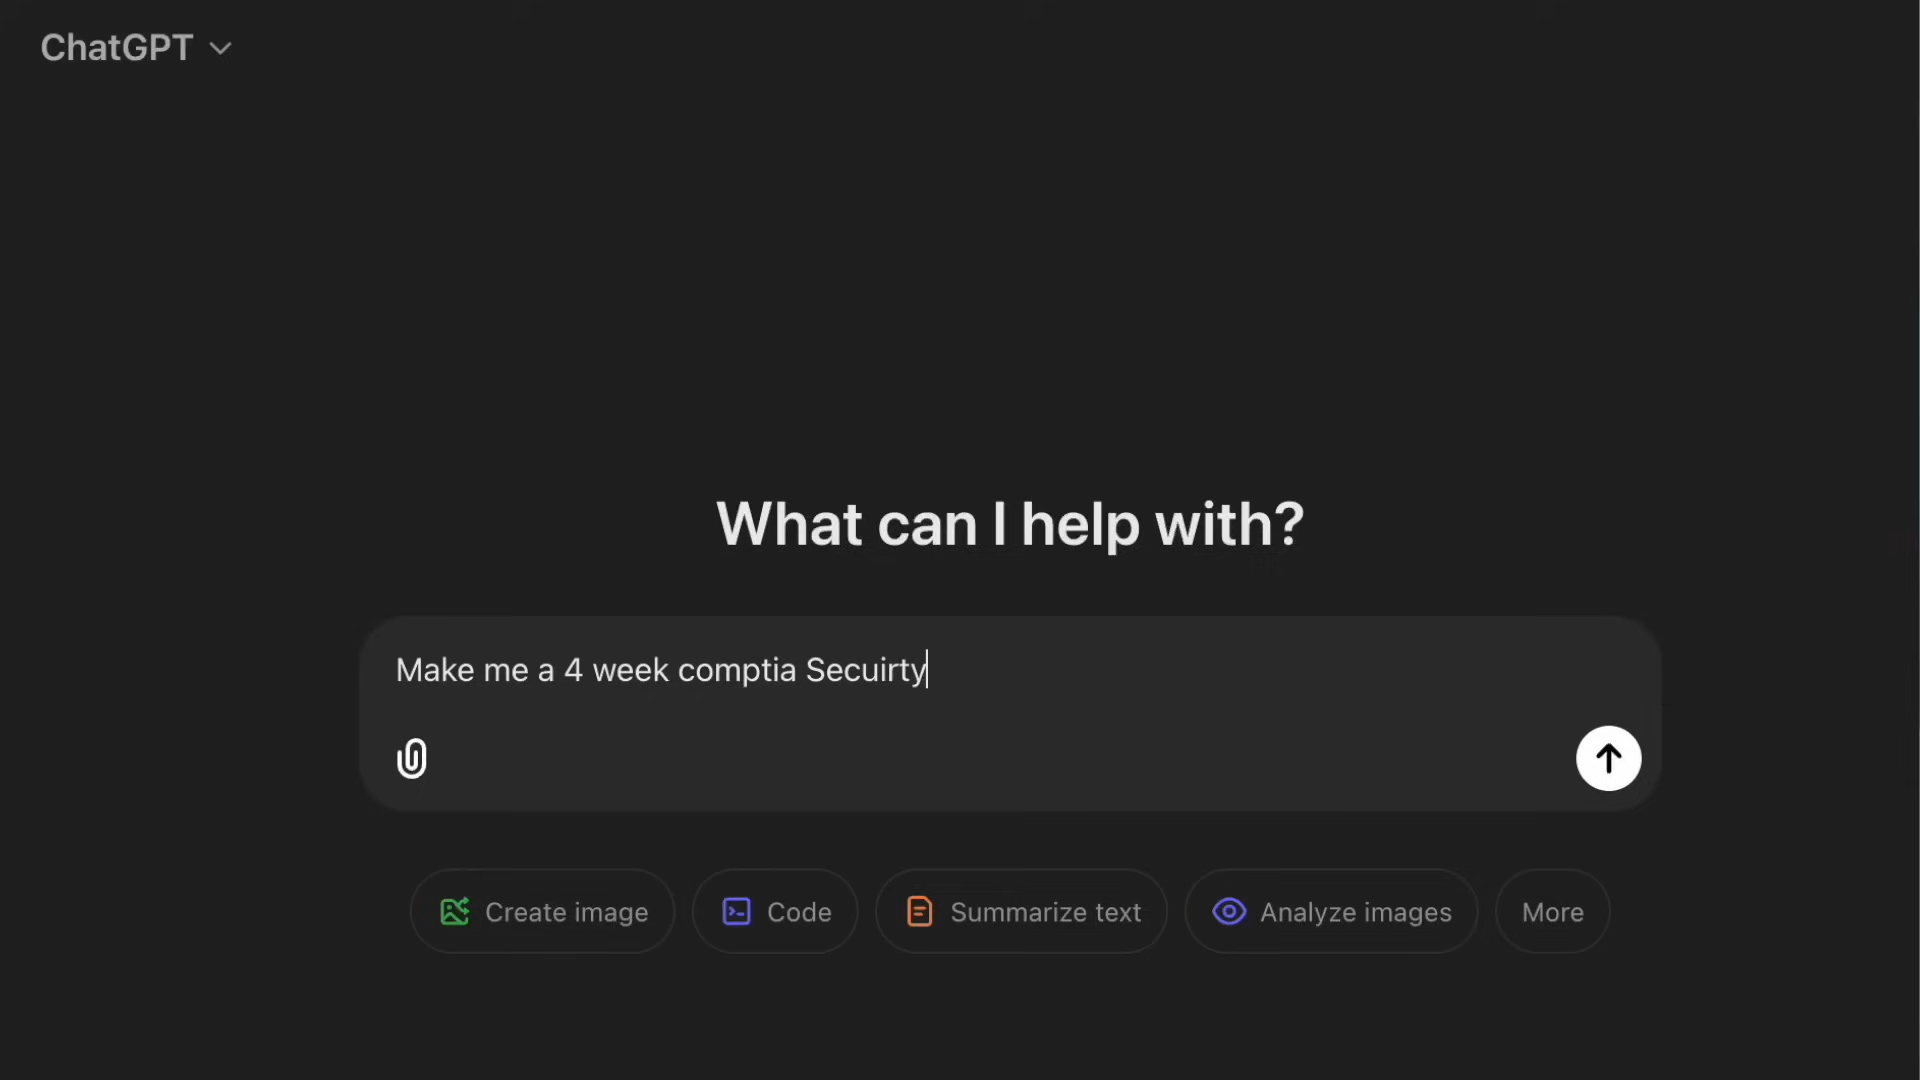 ChatGPT
What can I help with?
Make me a 4 week comptia Secuirty
Create image
Code
Summarize text
Analyze images
More